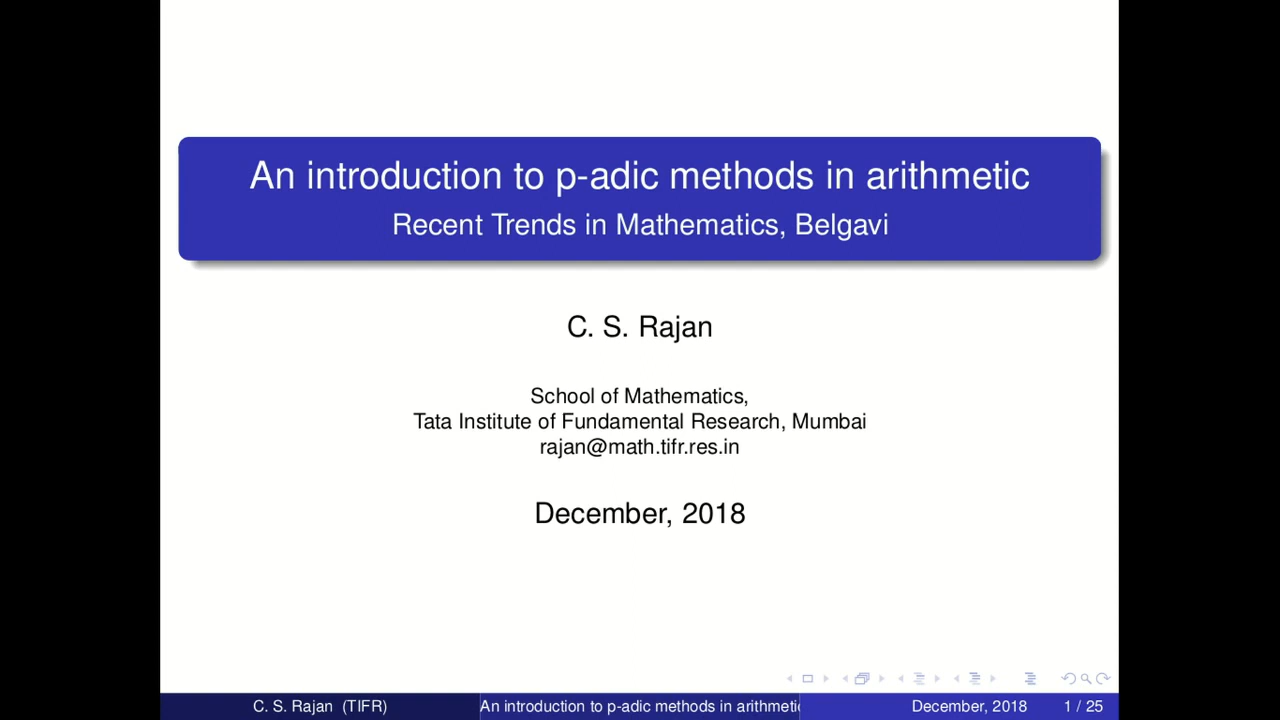 An introduction to p-adic methods in arithmetic
Recent Trends in Mathematics, Belgavi
C. S. Rajan
School of Mathematics,
Tata Institute of Fundamental Research, Mumbai
rajan@math.tifr.res.in
December, 2018
C. S. Rajan (TIFR) An introduction to p-adic methods in arithmetic December, 2018 1 / 25